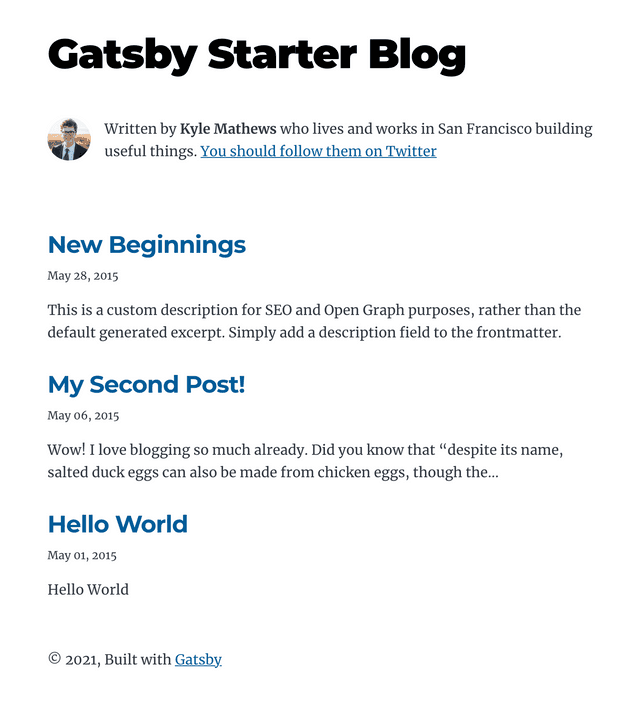 Gatsby Starter Blog
Written by Kyle Mathews who lives and works in San Francisco building
useful things. You should follow them on Twitter
New Beginnings
May 28, 2015
This is a custom description for SEO and Open Graph purposes, rather than the
default generated excerpt. Simply add a description field to the frontmatter.
My Second Post!
May 06, 2015
Wow! I love blogging so much already. Did you know that “despite its name,
salted duck eggs can also be made from chicken eggs, though the…
Hello World
May 01, 2015
Hello World
© 2021, Built with Gatsby